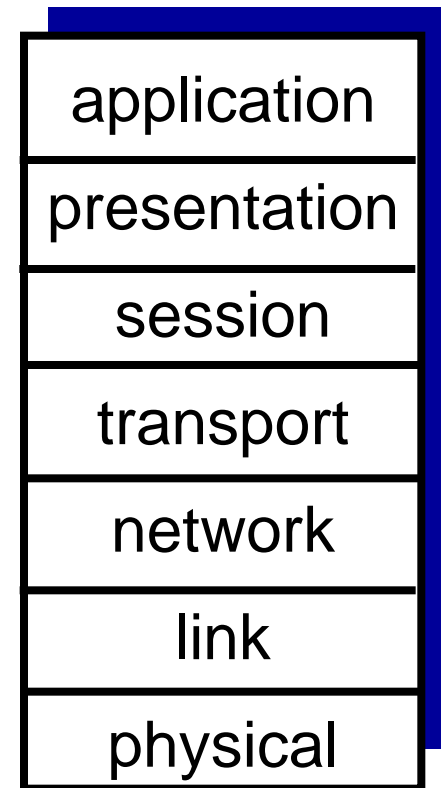 application
presentation
session
transport
network
link
physical